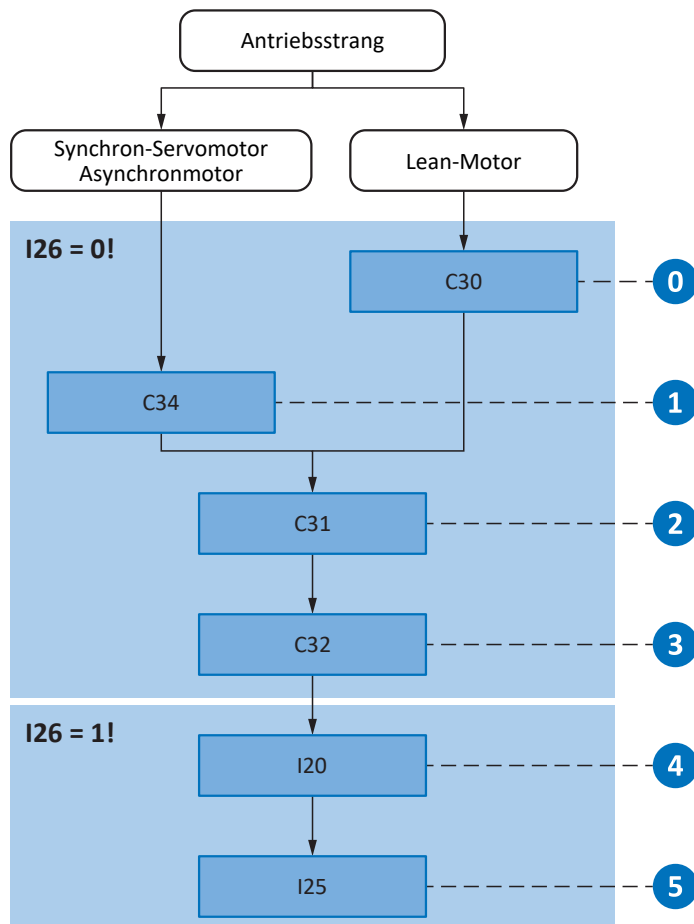 Antriebsstrang
Synchron-Servomotor
Asynchronmotor
Lean-Motor
I26 = 0!
C30
0
C34
1
C31
2
C32
3
I26 = 1!
I20
4
I25
5